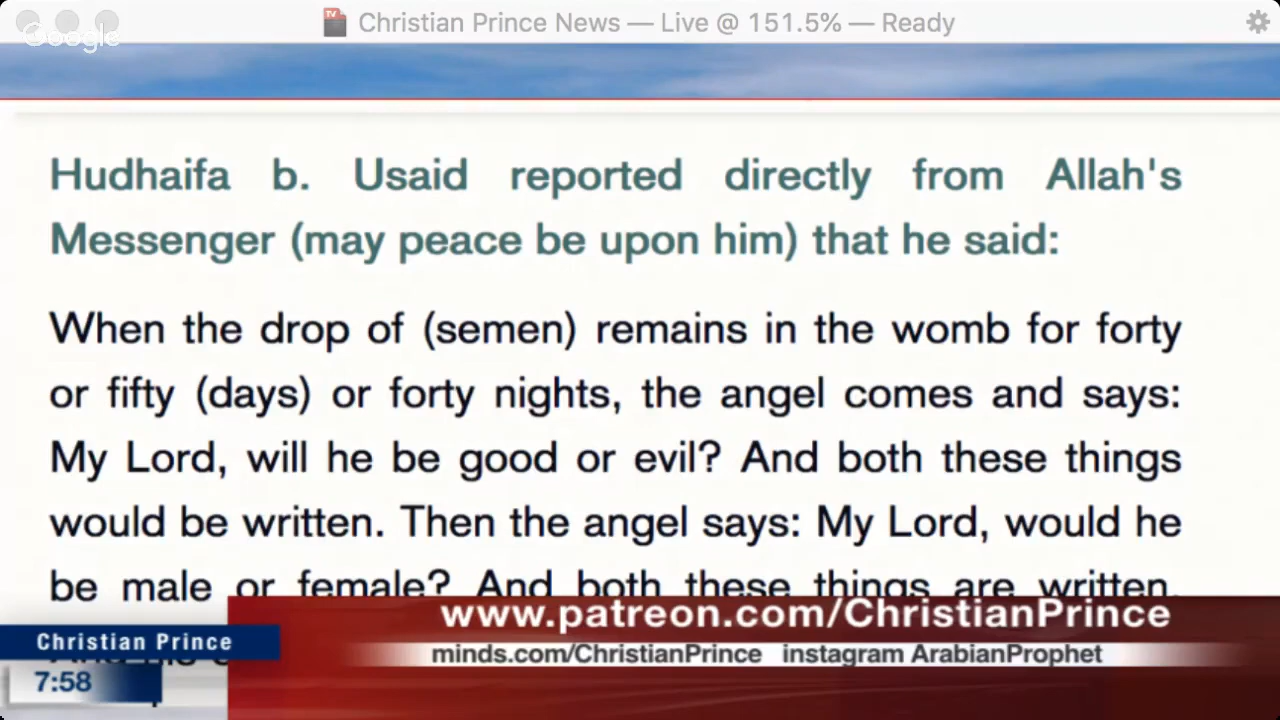 Christian Prince News — Live @ 151.5% — Ready
Google
Hudhaifa b. Usaid reported directly from Allah's
Messenger (may peace be upon him) that he said:
When the drop of (semen) remains in the womb for forty
or fifty (days) or forty nights, the angel comes and says:
My Lord, will he be good or evil? And both these things
would be written. Then the angel says: My Lord, would he
be male or female? And both these things are written.
www.patreon.com/ChristianPrince
Christian Prince
minds.com/ChristianPrince instagram ArabianProphet
7:58